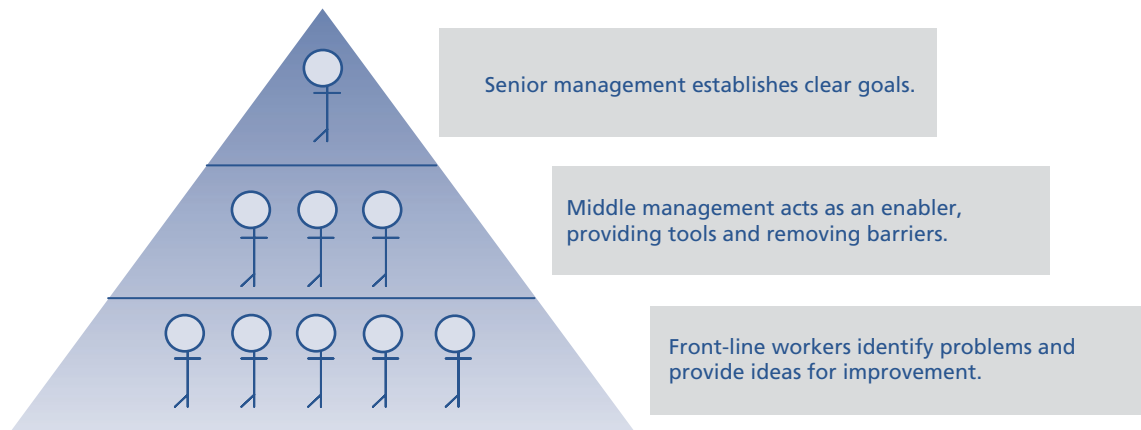 Senior management establishes clear goals.
Middle management acts as an enabler,
providing tools and removing barriers.
Front-line workers identify problems and
provide ideas for improvement.